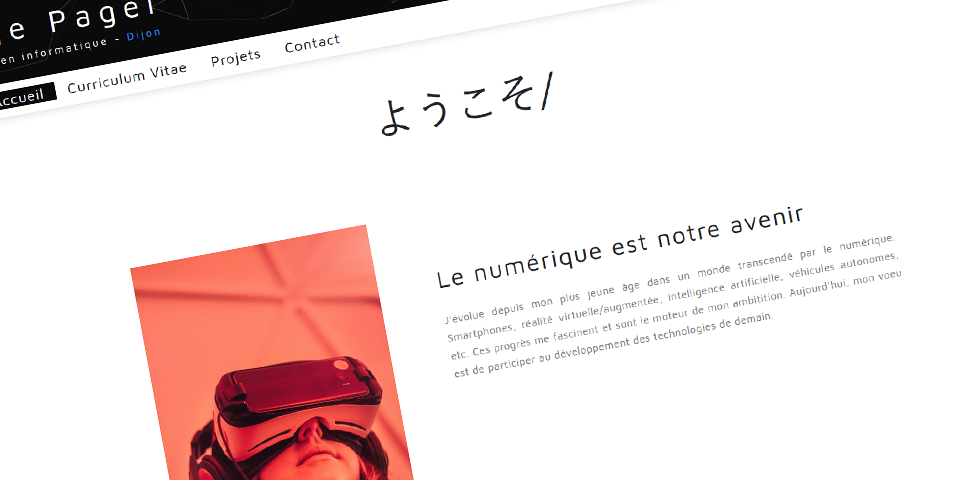 e Pagel
en informatique - Dijon
Accueil Curriculum Vitae Projets Contact
ようこそ/
Le numérique est notre avenir
J'évolue depuis mon plus jeune âge dans un monde transcendé par le numérique.
Smartphones, réalité virtuelle/augmentée, intelligence artificielle, véhicules autonomes,
etc. Ces progrès me fascinent et sont le moteur de mon ambitition. Aujourd'hui, mon voeu
est de participer au développement des technologies de demain.